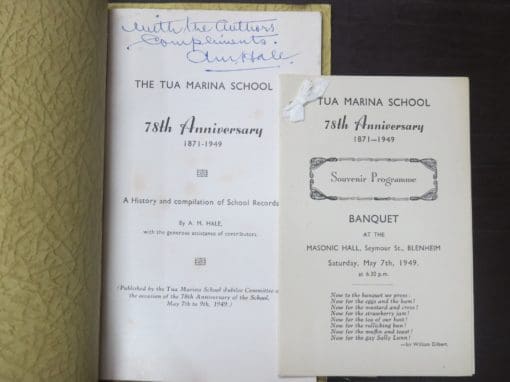 With the Author's
Compliments.
A M Hale.
THE TUA MARINA SCHOOL
78th Anniversary
1871-1949
A History and compilation of School Records
By A. M. HALE,
with the generous assistance of contributors.
(Published by the Tua Marina School Jubilee Committee on
the occasion of the 78th Anniversary of the School,
May 7th to 9th, 1949.)
TUA MARINA SCHOOL
78th Anniversary
1871—1949
Souvenir Programme
BANQUET
AT THE
MASONIC HALL, Seymour St., BLENHEIM
Saturday, May 7th, 1949.
at 6.30 p.m.
Now to the banquet we press:
Now for the eggs and the ham!
Now for the mustard and cress!
Now for the strawberry jam!
Now for the tea of our host!
Now for the rollicking bun!
Now for the muffin and toast!
Now for the gay Sally Lunn!
—by William Gilbert.